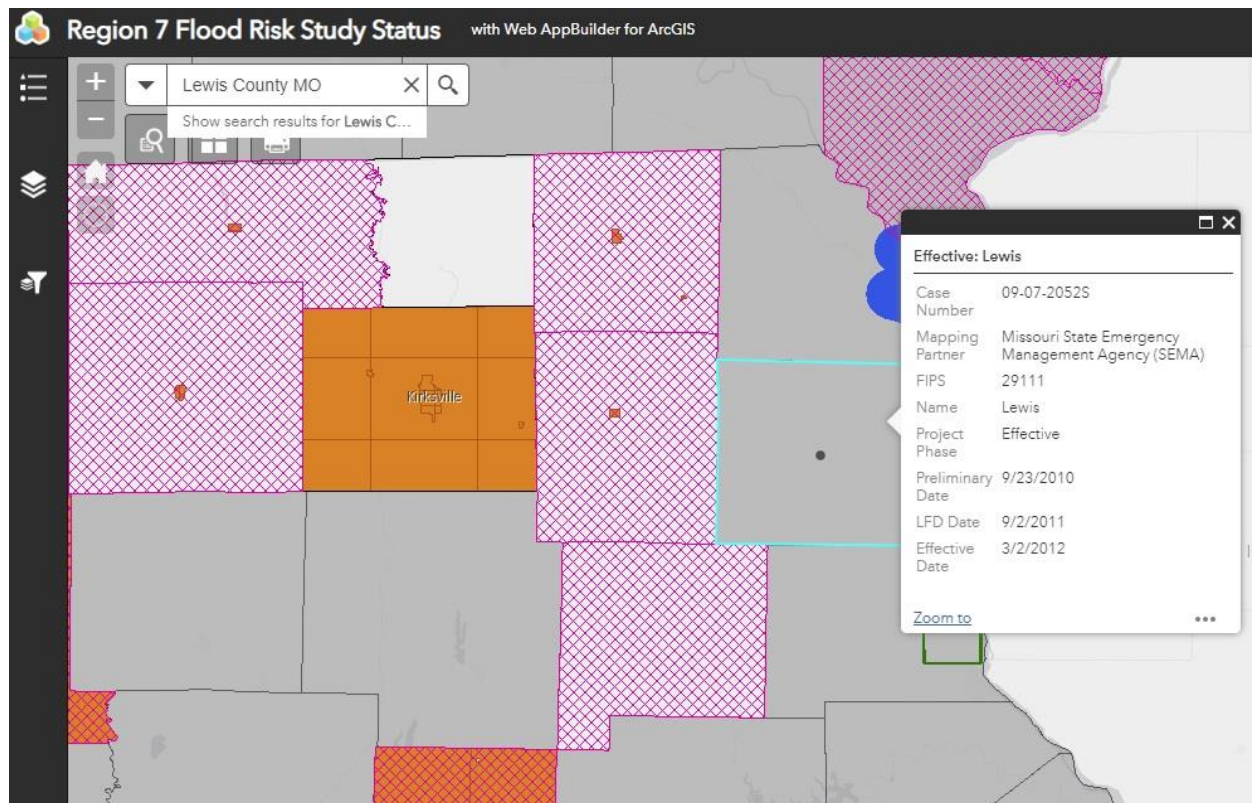 Region 7 Flood Risk Study Status with Web AppBuilder for ArcGIS
Lewis County MO
Show search results for Lewis C...
Kirksville
Effective: Lewis
Case Number 09-07-2052S
Mapping Partner Missouri State Emergency Management Agency (SEMA)
FIPS 29111
Name Lewis
Project Phase Effective
Preliminary Date 9/23/2010
LFD Date 9/2/2011
Effective Date 3/2/2012
Zoom to